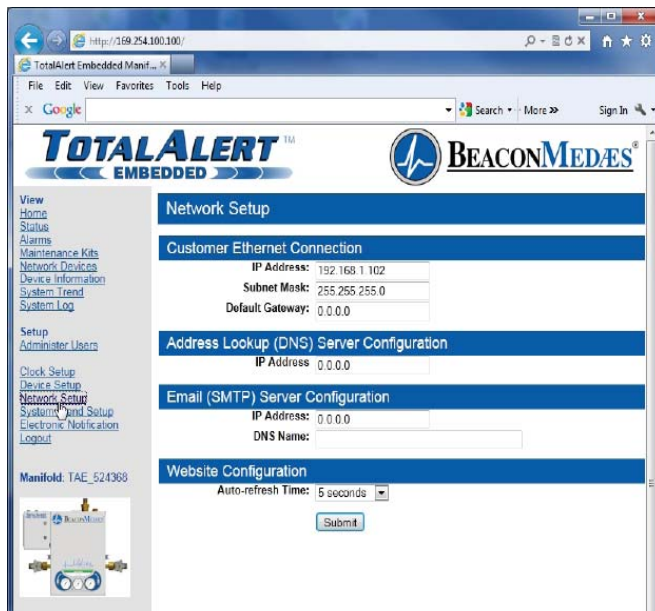 http://169.254.100.100/
TotalAlert Embedded Manif...
File Edit View Favorites Tools Help
x Google Search More » Sign In
TOTALALERT™
EMBEDDED
BEACONMEDÆS®
View
Home
Status
Alarms
Maintenance Kits
Network Devices
Device Information
System Trend
System Log
Setup
Administer Users
Clock Setup
Device Setup
Network Setup
Electronic Notification
Logout
Manifold: TAE_524368
BEACONMEDÆS
Network Setup
Customer Ethernet Connection
IP Address: 192.168.1.102
Subnet Mask: 255.255.255.0
Default Gateway: 0.0.0.0
Address Lookup (DNS) Server Configuration
IP Address 0.0.0.0
Email (SMTP) Server Configuration
IP Address: 0.0.0.0
DNS Name:
Website Configuration
Auto-refresh Time: 5 seconds
Submit